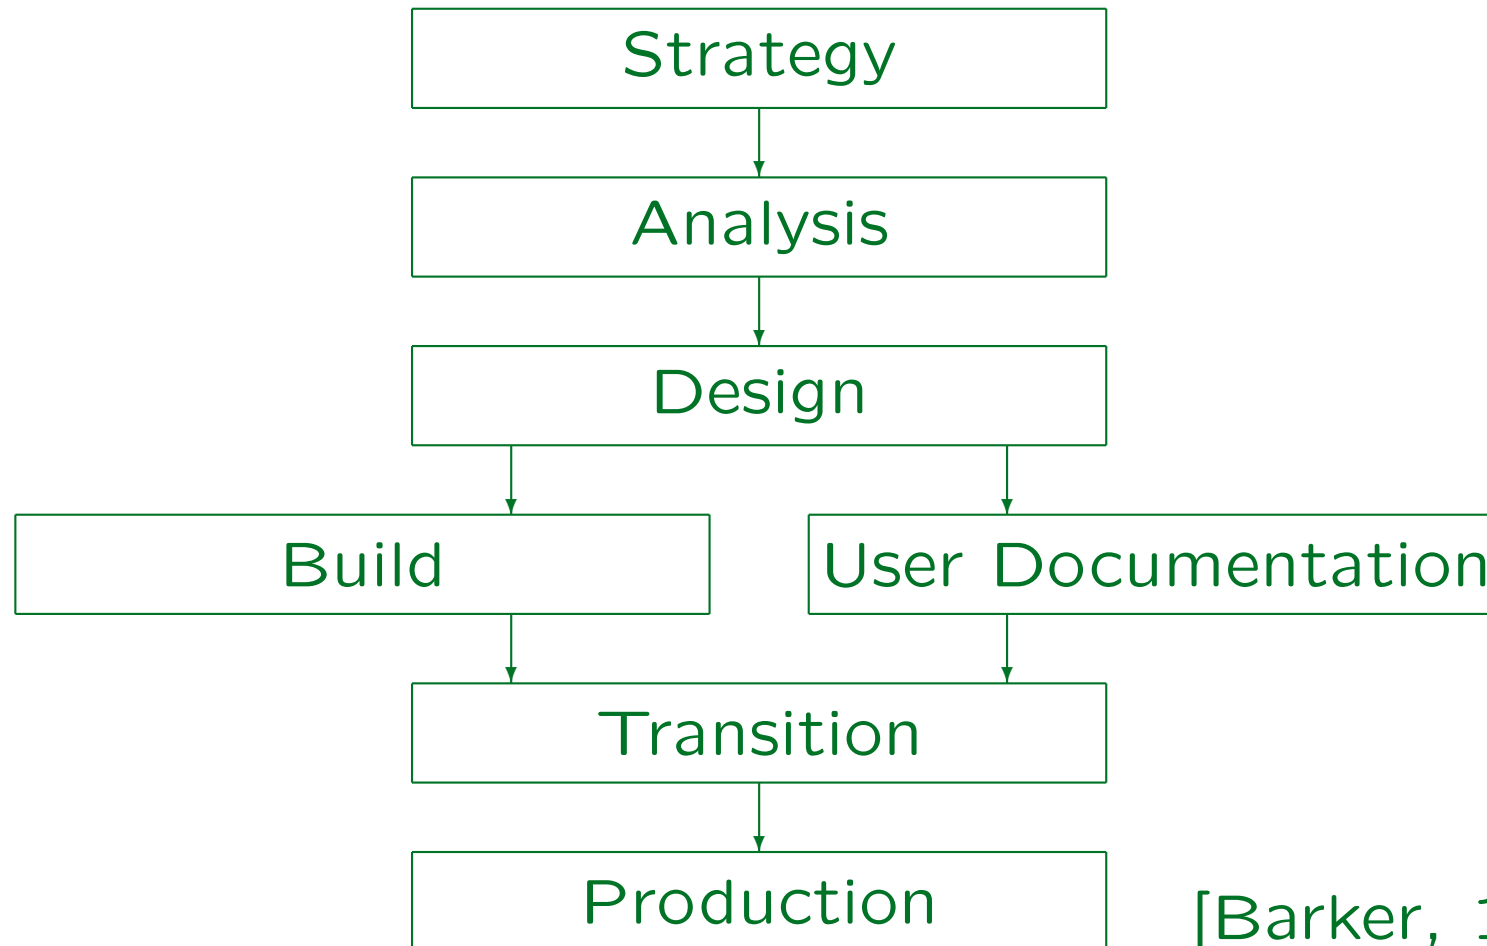 Strategy
Analysis
Design
Build
User Documentation
Transition
Production
[Barker,